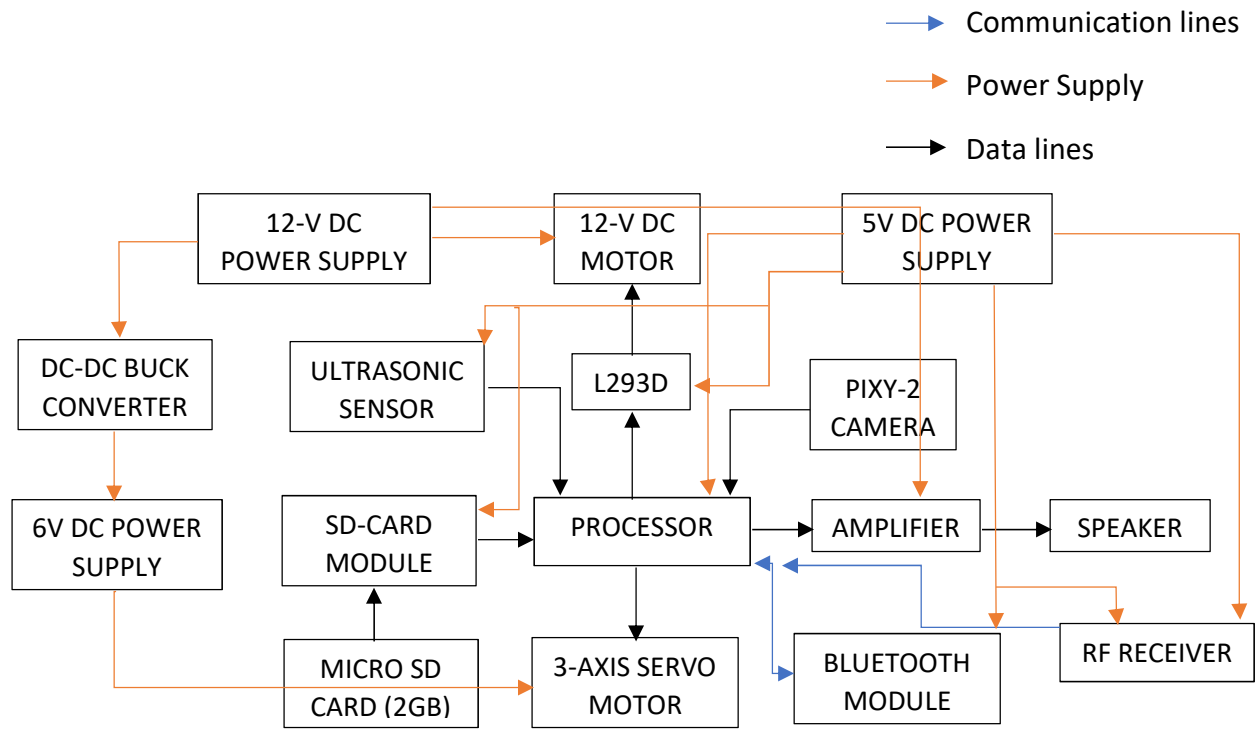 Communication lines
Power Supply
Data lines
12-V DC
POWER SUPPLY
12-V DC
MOTOR
5V DC POWER
SUPPLY
DC-DC BUCK
CONVERTER
ULTRASONIC
SENSOR
L293D
PIXY-2
CAMERA
6V DC POWER
SUPPLY
SD-CARD
MODULE
PROCESSOR
AMPLIFIER
SPEAKER
MICRO SD
CARD (2GB)
3-AXIS SERVO
MOTOR
BLUETOOTH
MODULE
RF RECEIVER